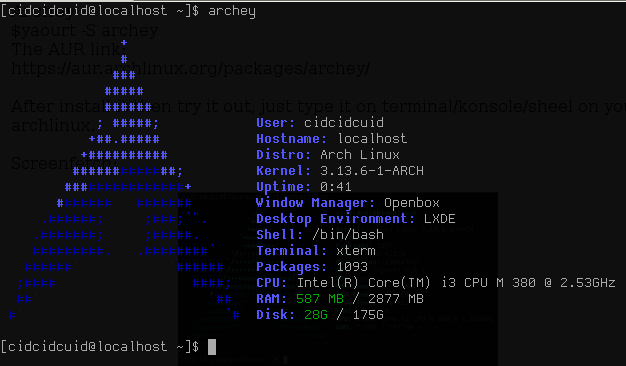 [cidcidcuid@localhost ~]$ archey
$yaourt -S archey
The AUR link:
https://aur.archlinux.org/packages/archey/
After install, then try it out, just type it on terminal/konsole/sheel on you
archlinux.
User: cidcidcuid
Hostname: localhost
Distro: Arch Linux
Kernel: 3.13.6-1-ARCH
Uptime: 0:41
Window Manager: Openbox
Desktop Environment: LXDE
Shell: /bin/bash
Terminal: xterm
Packages: 1093
CPU: Intel(R) Core(TM) i3 CPU M 380 @ 2.53GHz
RAM: 587 MB / 2877 MB
Disk: 28G / 175G
[cidcidcuid@localhost ~]$